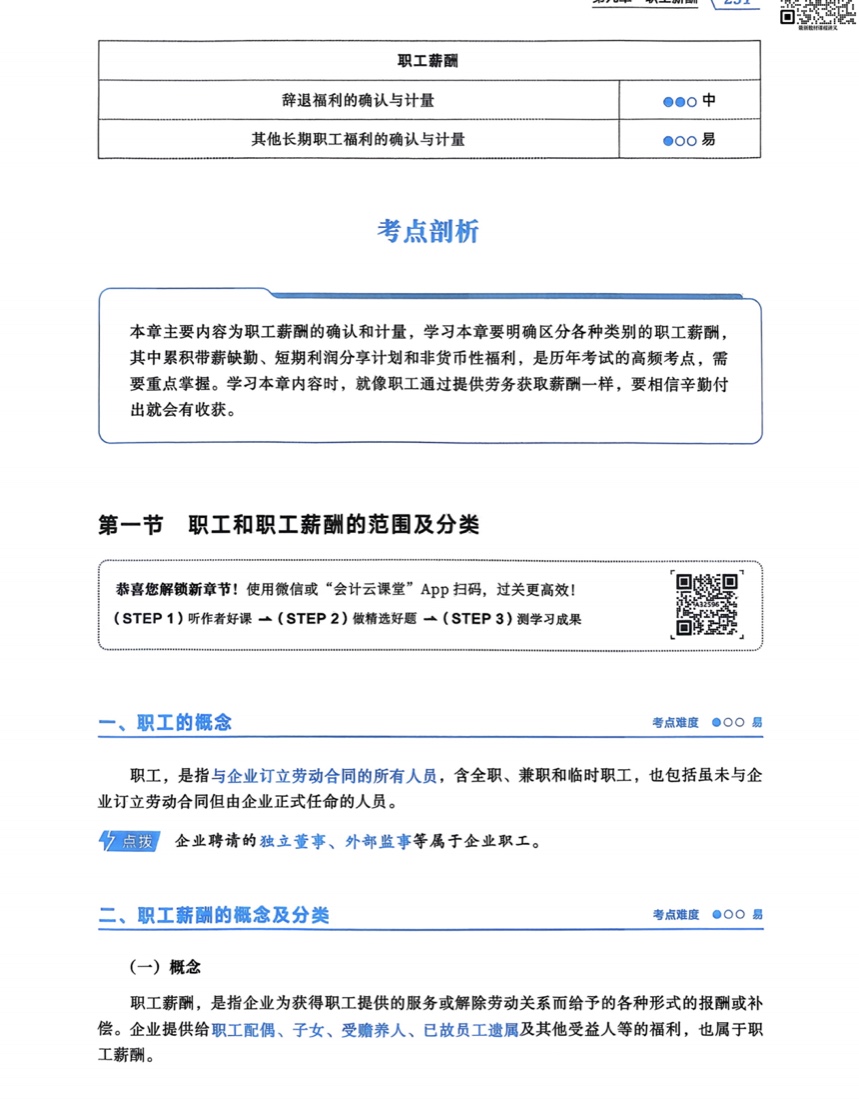 第九章 职工薪酬 231
职工薪酬
辞退福利的确认与计量 中
其他长期职工福利的确认与计量 易
考点剖析
本章主要内容为职工薪酬的确认和计量，学习本章要明确区分各种类别的职工薪酬，
其中累积带薪缺勤、短期利润分享计划和非货币性福利，是历年考试的高频考点，需
要重点掌握。学习本章内容时，就像职工通过提供劳务获取薪酬一样，要相信辛勤付
出就会有收获。
第一节 职工和职工薪酬的范围及分类
恭喜您解锁新章节！使用微信或“会计云课堂”App 扫码，过关更高效！
（STEP 1）听作者好课 ⇀（STEP 2）做精选好题 ⇀（STEP 3）测学习成果
一、职工的概念 考点难度 易
职工，是指与企业订立劳动合同的所有人员，含全职、兼职和临时职工，也包括虽未与企
业订立劳动合同但由企业正式任命的人员。
点拨 企业聘请的独立董事、外部监事等属于企业职工。
二、职工薪酬的概念及分类 考点难度 易
（一）概念
职工薪酬，是指企业为获得职工提供的服务或解除劳动关系而给予的各种形式的报酬或补
偿。企业提供给职工配偶、子女、受赡养人、已故员工遗属及其他受益人等的福利，也属于职
工薪酬。